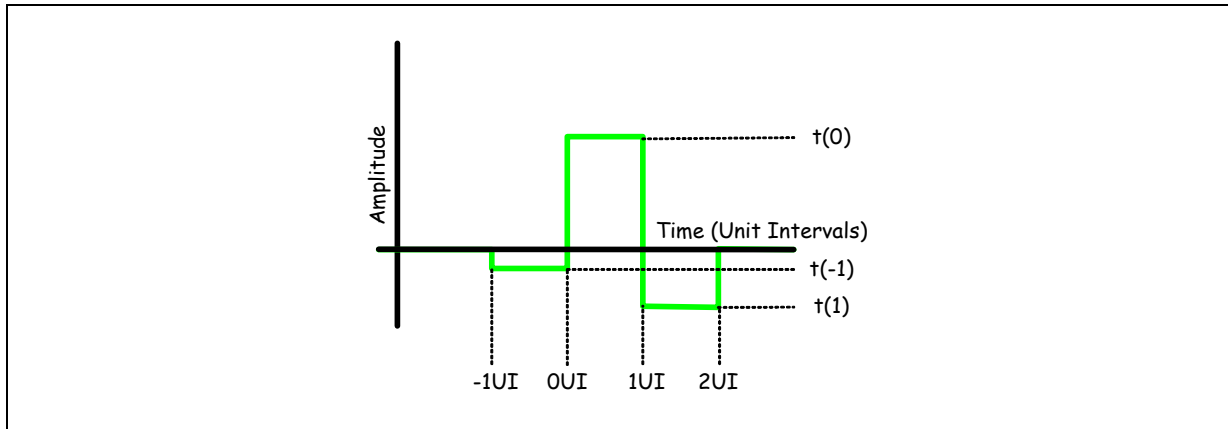 Amplitude
t(0)
Time (Unit Intervals)
t(-1)
t(1)
-1UI 0UI 1UI 2UI